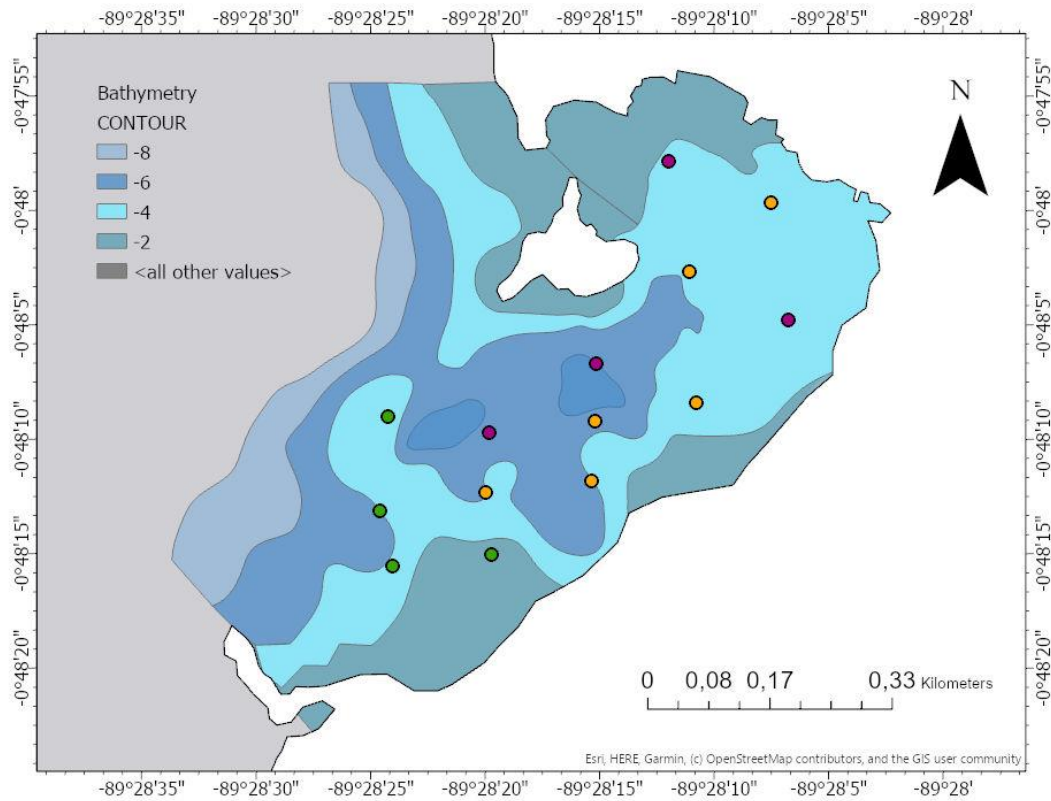 -89°28'35" -89°28'30" -89°28'25" -89°28'20" -89°28'15" -89°28'10" -89°28'5" -89°28'
Bathymetry
CONTOUR
-8
-6
-4
-2
<all other values>
N
-0°47'55"
-0°48'
-0°48'5"
-0°48'10"
-0°48'15"
-0°48'20"
-0°47'55"
-0°48'
-0°48'5"
-0°48'10"
-0°48'15"
-0°48'20"
0 0,08 0,17 0,33 Kilometers
Esri, HERE, Garmin, (c) OpenStreetMap contributors, and the GIS user community
-89°28'35" -89°28'30" -89°28'25" -89°28'20" -89°28'15" -89°28'10" -89°28'5" -89°28'